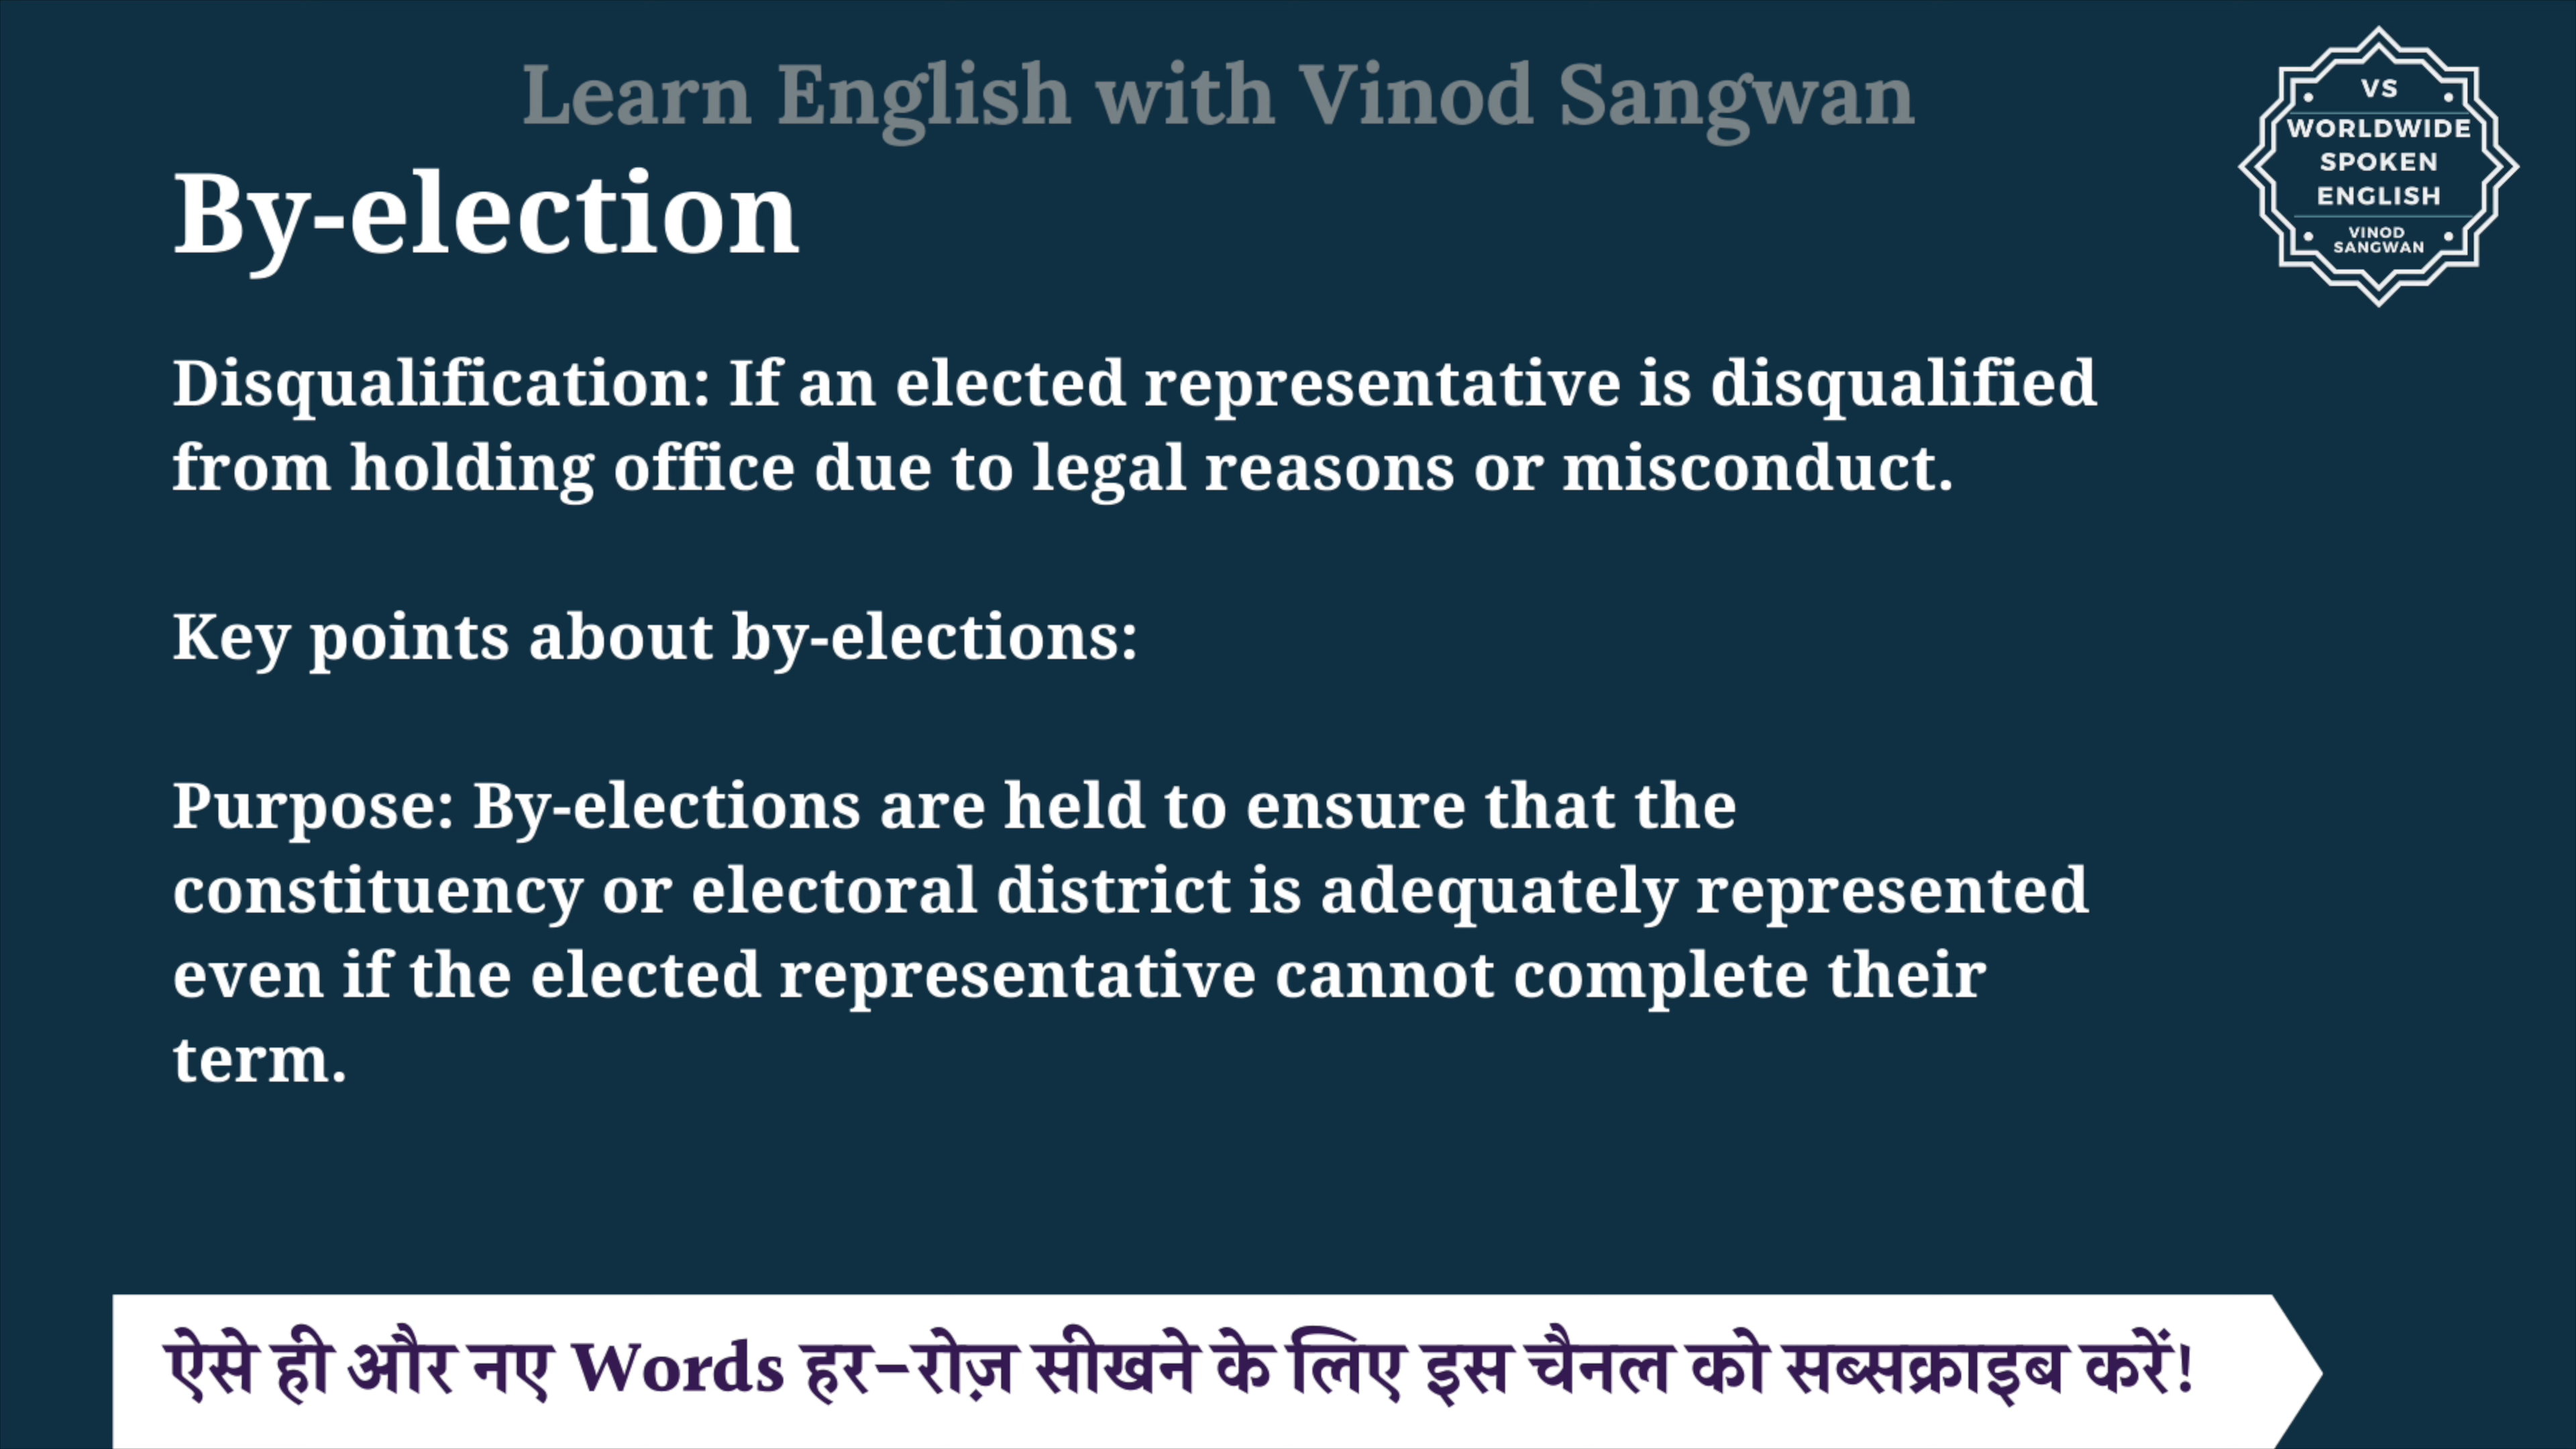 Learn English with Vinod Sangwan
VS
WORLDWIDE
SPOKEN
ENGLISH
VINOD
SANGWAN
By-election
Disqualification: If an elected representative is disqualified
from holding office due to legal reasons or misconduct.
Key points about by-elections:
Purpose: By-elections are held to ensure that the
constituency or electoral district is adequately represented
even if the elected representative cannot complete their
term.
ऐसे ही और नए Words हर-रोज़ सीखने के लिए इस चैनल को सब्सक्राइब करें!